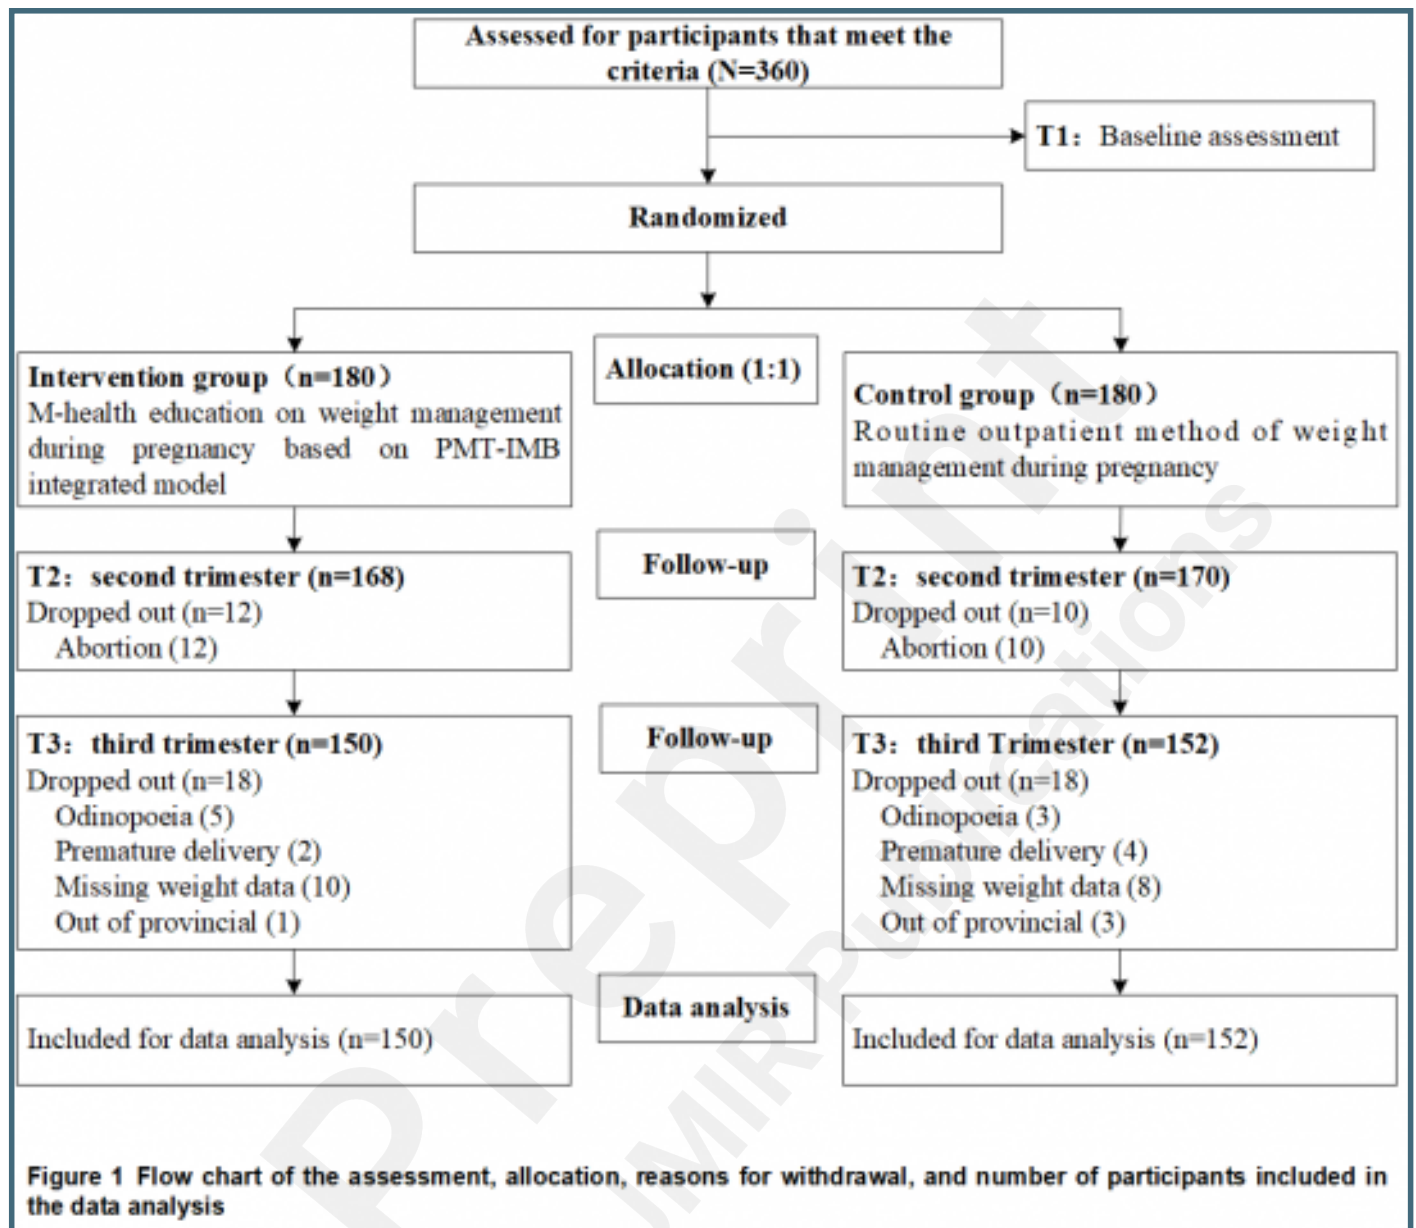 Assessed for participants that meet the
criteria (N=360)
T1: Baseline assessment
Randomized
Allocation (1:1)
Intervention group（n=180）
M-health education on weight management
during pregnancy based on PMT-IMB
integrated model
Control group（n=180）
Routine outpatient method of weight
management during pregnancy
Follow-up
T2: second trimester (n=168)
Dropped out (n=12)
Abortion (12)
T2: second trimester (n=170)
Dropped out (n=10)
Abortion (10)
Follow-up
T3: third trimester (n=150)
Dropped out (n=18)
Odinopoeia (5)
Premature delivery (2)
Missing weight data (10)
Out of provincial (1)
T3: third Trimester (n=152)
Dropped out (n=18)
Odinopoeia (3)
Premature delivery (4)
Missing weight data (8)
Out of provincial (3)
Data analysis
Included for data analysis (n=150)
Included for data analysis (n=152)
Figure 1 Flow chart of the assessment, allocation, reasons for withdrawal, and number of participants included in
the data analysis
Preprint
JMIR Publications